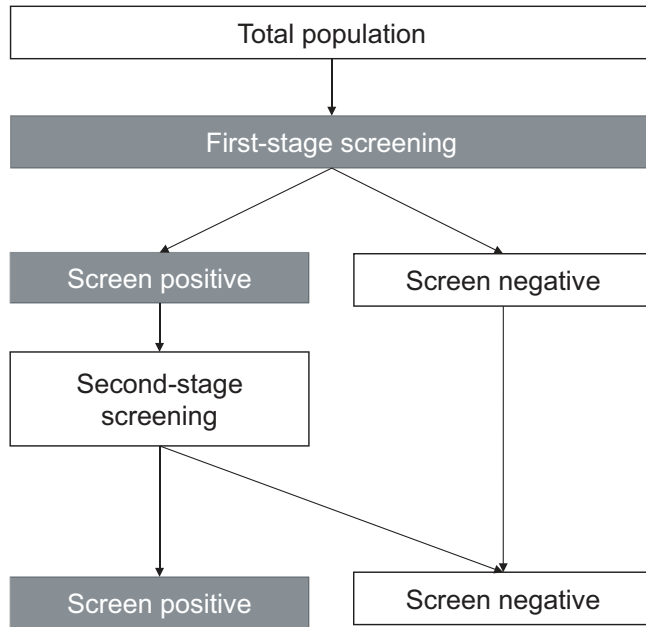 Total population
First-stage screening
Screen positive
Screen negative
Second-stage
screening
Screen positive
Screen negative